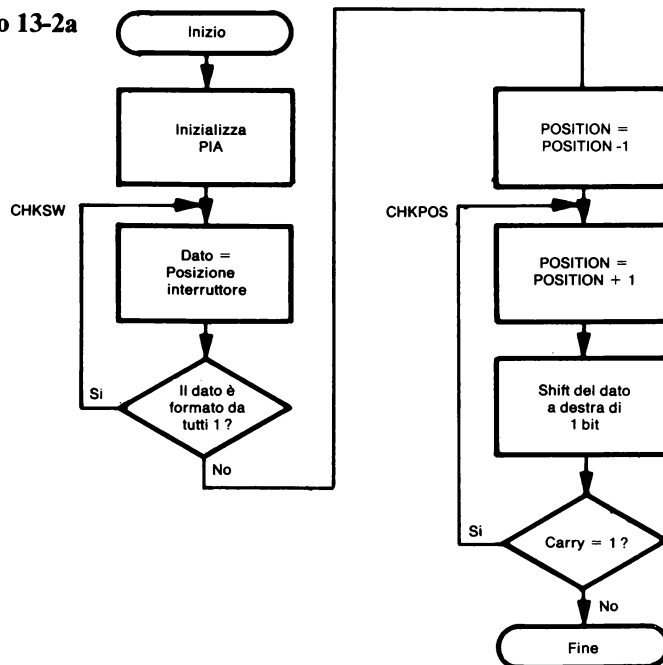 o 13-2a
Inizio
Inizializza
PIA
CHKSW
Dato =
Posizione
interruttore
Si
Il dato è
formato da
tutti 1 ?
No
POSITION =
POSITION -1
CHKPOS
POSITION =
POSITION + 1
Shift del dato
a destra di
1 bit
Si
Carry = 1 ?
No
Fine